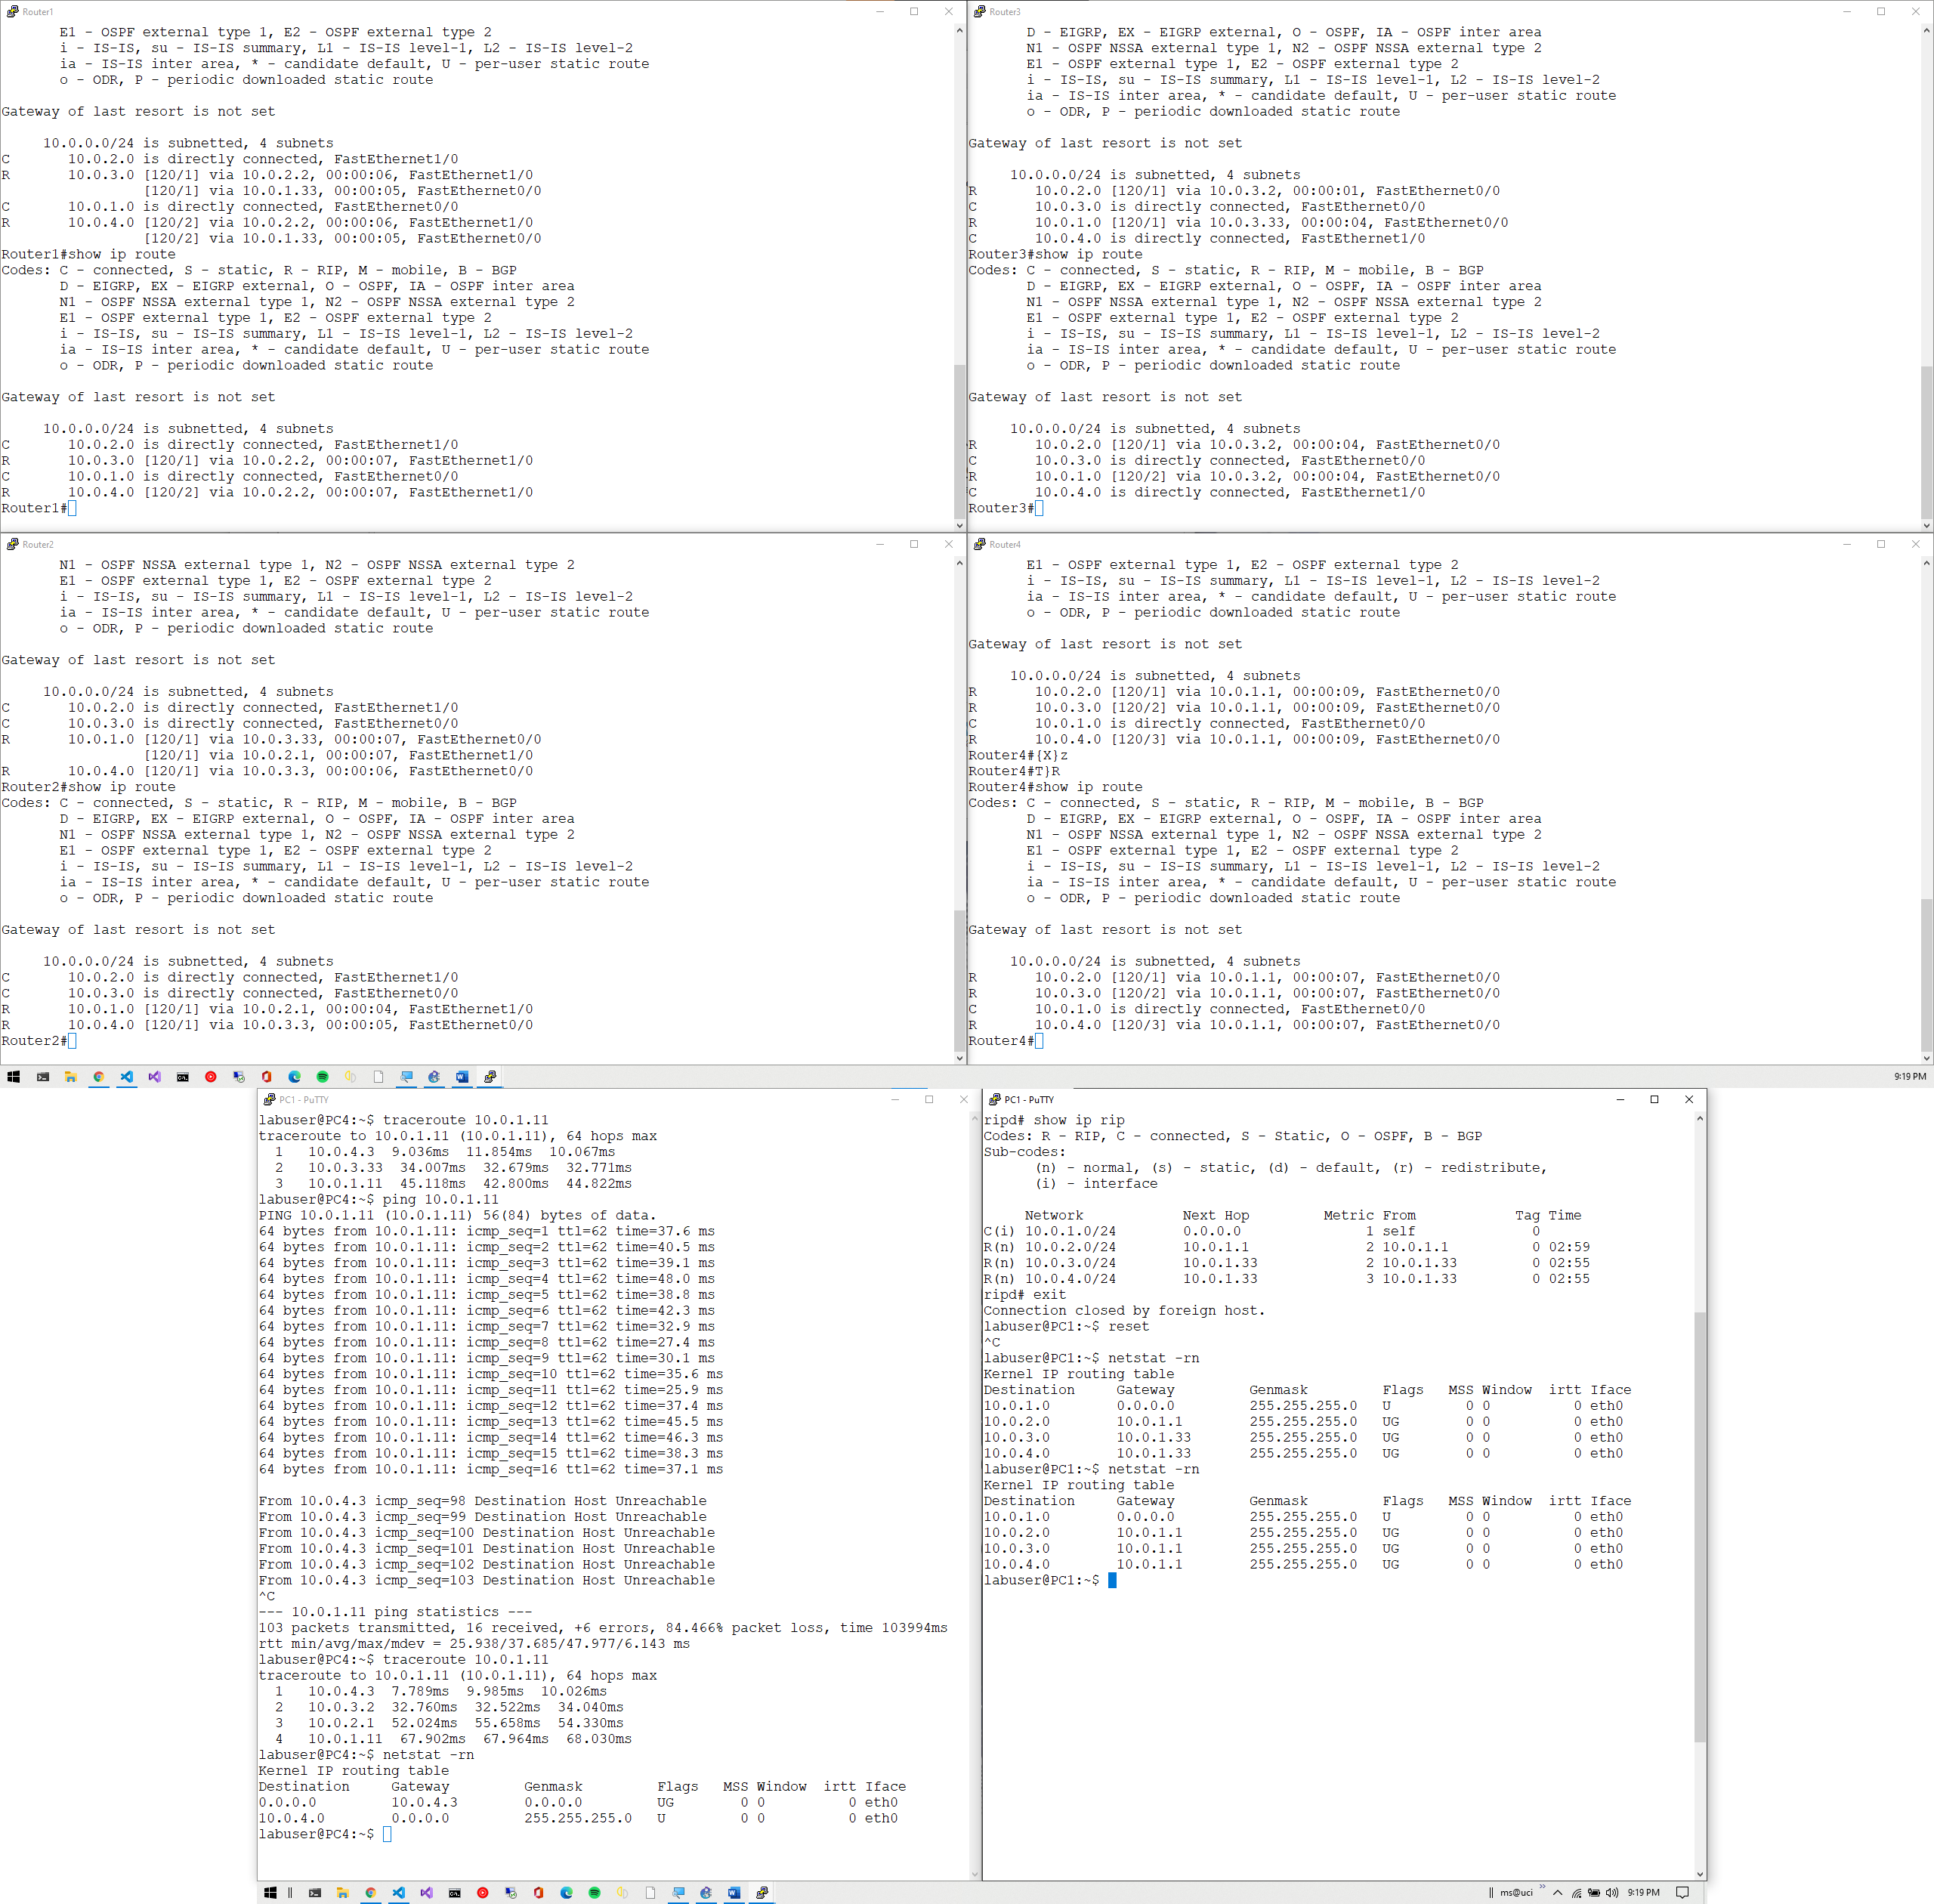 Router1
E1 - OSPF external type 1, E2 - OSPF external type 2
i - IS-IS, su - IS-IS summary, L1 - IS-IS level-1, L2 - IS-IS level-2
ia - IS-IS inter area, * - candidate default, U - per-user static route
o - ODR, P - periodic downloaded static route
Gateway of last resort is not set
10.0.0.0/24 is subnetted, 4 subnets
C 10.0.2.0 is directly connected, FastEthernet1/0
R 10.0.3.0 [120/1] via 10.0.2.2, 00:00:06, FastEthernet1/0
[120/1] via 10.0.1.33, 00:00:05, FastEthernet0/0
C 10.0.1.0 is directly connected, FastEthernet0/0
R 10.0.4.0 [120/2] via 10.0.2.2, 00:00:06, FastEthernet1/0
[120/2] via 10.0.1.33, 00:00:05, FastEthernet0/0
Router1#show ip route
Codes: C - connected, S - static, R - RIP, M - mobile, B - BGP
D - EIGRP, EX - EIGRP external, O - OSPF, IA - OSPF inter area
N1 - OSPF NSSA external type 1, N2 - OSPF NSSA external type 2
E1 - OSPF external type 1, E2 - OSPF external type 2
i - IS-IS, su - IS-IS summary, L1 - IS-IS level-1, L2 - IS-IS level-2
ia - IS-IS inter area, * - candidate default, U - per-user static route
o - ODR, P - periodic downloaded static route
Gateway of last resort is not set
10.0.0.0/24 is subnetted, 4 subnets
C 10.0.2.0 is directly connected, FastEthernet1/0
R 10.0.3.0 [120/1] via 10.0.2.2, 00:00:07, FastEthernet1/0
C 10.0.1.0 is directly connected, FastEthernet0/0
R 10.0.4.0 [120/2] via 10.0.2.2, 00:00:07, FastEthernet1/0
Router1#
Router3
D - EIGRP, EX - EIGRP external, O - OSPF, IA - OSPF inter area
N1 - OSPF NSSA external type 1, N2 - OSPF NSSA external type 2
E1 - OSPF external type 1, E2 - OSPF external type 2
i - IS-IS, su - IS-IS summary, L1 - IS-IS level-1, L2 - IS-IS level-2
ia - IS-IS inter area, * - candidate default, U - per-user static route
o - ODR, P - periodic downloaded static route
Gateway of last resort is not set
10.0.0.0/24 is subnetted, 4 subnets
R 10.0.2.0 [120/1] via 10.0.3.2, 00:00:01, FastEthernet0/0
C 10.0.3.0 is directly connected, FastEthernet0/0
R 10.0.1.0 [120/1] via 10.0.3.33, 00:00:04, FastEthernet0/0
C 10.0.4.0 is directly connected, FastEthernet1/0
Router3#show ip route
Codes: C - connected, S - static, R - RIP, M - mobile, B - BGP
D - EIGRP, EX - EIGRP external, O - OSPF, IA - OSPF inter area
N1 - OSPF NSSA external type 1, N2 - OSPF NSSA external type 2
E1 - OSPF external type 1, E2 - OSPF external type 2
i - IS-IS, su - IS-IS summary, L1 - IS-IS level-1, L2 - IS-IS level-2
ia - IS-IS inter area, * - candidate default, U - per-user static route
o - ODR, P - periodic downloaded static route
Gateway of last resort is not set
10.0.0.0/24 is subnetted, 4 subnets
R 10.0.2.0 [120/1] via 10.0.3.2, 00:00:04, FastEthernet0/0
C 10.0.3.0 is directly connected, FastEthernet0/0
R 10.0.1.0 [120/2] via 10.0.3.2, 00:00:04, FastEthernet0/0
C 10.0.4.0 is directly connected, FastEthernet1/0
Router3#
Router2
N1 - OSPF NSSA external type 1, N2 - OSPF NSSA external type 2
E1 - OSPF external type 1, E2 - OSPF external type 2
i - IS-IS, su - IS-IS summary, L1 - IS-IS level-1, L2 - IS-IS level-2
ia - IS-IS inter area, * - candidate default, U - per-user static route
o - ODR, P - periodic downloaded static route
Gateway of last resort is not set
10.0.0.0/24 is subnetted, 4 subnets
C 10.0.2.0 is directly connected, FastEthernet1/0
C 10.0.3.0 is directly connected, FastEthernet0/0
R 10.0.1.0 [120/1] via 10.0.3.33, 00:00:07, FastEthernet0/0
[120/1] via 10.0.2.1, 00:00:07, FastEthernet1/0
R 10.0.4.0 [120/1] via 10.0.3.3, 00:00:06, FastEthernet0/0
Router2#show ip route
Codes: C - connected, S - static, R - RIP, M - mobile, B - BGP
D - EIGRP, EX - EIGRP external, O - OSPF, IA - OSPF inter area
N1 - OSPF NSSA external type 1, N2 - OSPF NSSA external type 2
E1 - OSPF external type 1, E2 - OSPF external type 2
i - IS-IS, su - IS-IS summary, L1 - IS-IS level-1, L2 - IS-IS level-2
ia - IS-IS inter area, * - candidate default, U - per-user static route
o - ODR, P - periodic downloaded static route
Gateway of last resort is not set
10.0.0.0/24 is subnetted, 4 subnets
C 10.0.2.0 is directly connected, FastEthernet1/0
C 10.0.3.0 is directly connected, FastEthernet0/0
R 10.0.1.0 [120/1] via 10.0.2.1, 00:00:04, FastEthernet1/0
R 10.0.4.0 [120/1] via 10.0.3.3, 00:00:05, FastEthernet0/0
Router2#
Router4
E1 - OSPF external type 1, E2 - OSPF external type 2
i - IS-IS, su - IS-IS summary, L1 - IS-IS level-1, L2 - IS-IS level-2
ia - IS-IS inter area, * - candidate default, U - per-user static route
o - ODR, P - periodic downloaded static route
Gateway of last resort is not set
10.0.0.0/24 is subnetted, 4 subnets
R 10.0.2.0 [120/1] via 10.0.1.1, 00:00:09, FastEthernet0/0
R 10.0.3.0 [120/2] via 10.0.1.1, 00:00:09, FastEthernet0/0
C 10.0.1.0 is directly connected, FastEthernet0/0
R 10.0.4.0 [120/3] via 10.0.1.1, 00:00:09, FastEthernet0/0
Router4#{X}z
Router4#T}R
Router4#show ip route
Codes: C - connected, S - static, R - RIP, M - mobile, B - BGP
D - EIGRP, EX - EIGRP external, O - OSPF, IA - OSPF inter area
N1 - OSPF NSSA external type 1, N2 - OSPF NSSA external type 2
E1 - OSPF external type 1, E2 - OSPF external type 2
i - IS-IS, su - IS-IS summary, L1 - IS-IS level-1, L2 - IS-IS level-2
ia - IS-IS inter area, * - candidate default, U - per-user static route
o - ODR, P - periodic downloaded static route
Gateway of last resort is not set
10.0.0.0/24 is subnetted, 4 subnets
R 10.0.2.0 [120/1] via 10.0.1.1, 00:00:07, FastEthernet0/0
R 10.0.3.0 [120/2] via 10.0.1.1, 00:00:07, FastEthernet0/0
C 10.0.1.0 is directly connected, FastEthernet0/0
R 10.0.4.0 [120/3] via 10.0.1.1, 00:00:07, FastEthernet0/0
Router4#
9:19 PM
PC1 - PuTTY
labuser@PC4:~$ traceroute 10.0.1.11
traceroute to 10.0.1.11 (10.0.1.11), 64 hops max
1 10.0.4.3 9.036ms 11.854ms 10.067ms
2 10.0.3.33 34.007ms 32.679ms 32.771ms
3 10.0.1.11 45.118ms 42.800ms 44.822ms
labuser@PC4:~$ ping 10.0.1.11
PING 10.0.1.11 (10.0.1.11) 56(84) bytes of data.
64 bytes from 10.0.1.11: icmp_seq=1 ttl=62 time=37.6 ms
64 bytes from 10.0.1.11: icmp_seq=2 ttl=62 time=40.5 ms
64 bytes from 10.0.1.11: icmp_seq=3 ttl=62 time=39.1 ms
64 bytes from 10.0.1.11: icmp_seq=4 ttl=62 time=48.0 ms
64 bytes from 10.0.1.11: icmp_seq=5 ttl=62 time=38.8 ms
64 bytes from 10.0.1.11: icmp_seq=6 ttl=62 time=42.3 ms
64 bytes from 10.0.1.11: icmp_seq=7 ttl=62 time=32.9 ms
64 bytes from 10.0.1.11: icmp_seq=8 ttl=62 time=27.4 ms
64 bytes from 10.0.1.11: icmp_seq=9 ttl=62 time=30.1 ms
64 bytes from 10.0.1.11: icmp_seq=10 ttl=62 time=35.6 ms
64 bytes from 10.0.1.11: icmp_seq=11 ttl=62 time=25.9 ms
64 bytes from 10.0.1.11: icmp_seq=12 ttl=62 time=37.4 ms
64 bytes from 10.0.1.11: icmp_seq=13 ttl=62 time=45.5 ms
64 bytes from 10.0.1.11: icmp_seq=14 ttl=62 time=46.3 ms
64 bytes from 10.0.1.11: icmp_seq=15 ttl=62 time=38.3 ms
64 bytes from 10.0.1.11: icmp_seq=16 ttl=62 time=37.1 ms
From 10.0.4.3 icmp_seq=98 Destination Host Unreachable
From 10.0.4.3 icmp_seq=99 Destination Host Unreachable
From 10.0.4.3 icmp_seq=100 Destination Host Unreachable
From 10.0.4.3 icmp_seq=101 Destination Host Unreachable
From 10.0.4.3 icmp_seq=102 Destination Host Unreachable
From 10.0.4.3 icmp_seq=103 Destination Host Unreachable
^C
--- 10.0.1.11 ping statistics ---
103 packets transmitted, 16 received, +6 errors, 84.466% packet loss, time 103994ms
rtt min/avg/max/mdev = 25.938/37.685/47.977/6.143 ms
labuser@PC4:~$ traceroute 10.0.1.11
traceroute to 10.0.1.11 (10.0.1.11), 64 hops max
1 10.0.4.3 7.789ms 9.985ms 10.026ms
2 10.0.3.2 32.760ms 32.522ms 34.040ms
3 10.0.2.1 52.024ms 55.658ms 54.330ms
4 10.0.1.11 67.902ms 67.964ms 68.030ms
labuser@PC4:~$ netstat -rn
Kernel IP routing table
Destination Gateway Genmask Flags MSS Window irtt Iface
0.0.0.0 10.0.4.3 0.0.0.0 UG 0 0 0 eth0
10.0.4.0 0.0.0.0 255.255.255.0 U 0 0 0 eth0
labuser@PC4:~$
PC1 - PuTTY
ripd# show ip rip
Codes: R - RIP, C - connected, S - Static, O - OSPF, B - BGP
Sub-codes:
(n) - normal, (s) - static, (d) - default, (r) - redistribute,
(i) - interface
Network Next Hop Metric From Tag Time
C(i) 10.0.1.0/24 0.0.0.0 1 self 0
R(n) 10.0.2.0/24 10.0.1.1 2 10.0.1.1 0 02:59
R(n) 10.0.3.0/24 10.0.1.33 2 10.0.1.33 0 02:55
R(n) 10.0.4.0/24 10.0.1.33 3 10.0.1.33 0 02:55
ripd# exit
Connection closed by foreign host.
labuser@PC1:~$ reset
^C
labuser@PC1:~$ netstat -rn
Kernel IP routing table
Destination Gateway Genmask Flags MSS Window irtt Iface
10.0.1.0 0.0.0.0 255.255.255.0 U 0 0 0 eth0
10.0.2.0 10.0.1.1 255.255.255.0 UG 0 0 0 eth0
10.0.3.0 10.0.1.33 255.255.255.0 UG 0 0 0 eth0
10.0.4.0 10.0.1.33 255.255.255.0 UG 0 0 0 eth0
labuser@PC1:~$ netstat -rn
Kernel IP routing table
Destination Gateway Genmask Flags MSS Window irtt Iface
10.0.1.0 0.0.0.0 255.255.255.0 U 0 0 0 eth0
10.0.2.0 10.0.1.1 255.255.255.0 UG 0 0 0 eth0
10.0.3.0 10.0.1.1 255.255.255.0 UG 0 0 0 eth0
10.0.4.0 10.0.1.1 255.255.255.0 UG 0 0 0 eth0
labuser@PC1:~$
ms@uci
9:19 PM